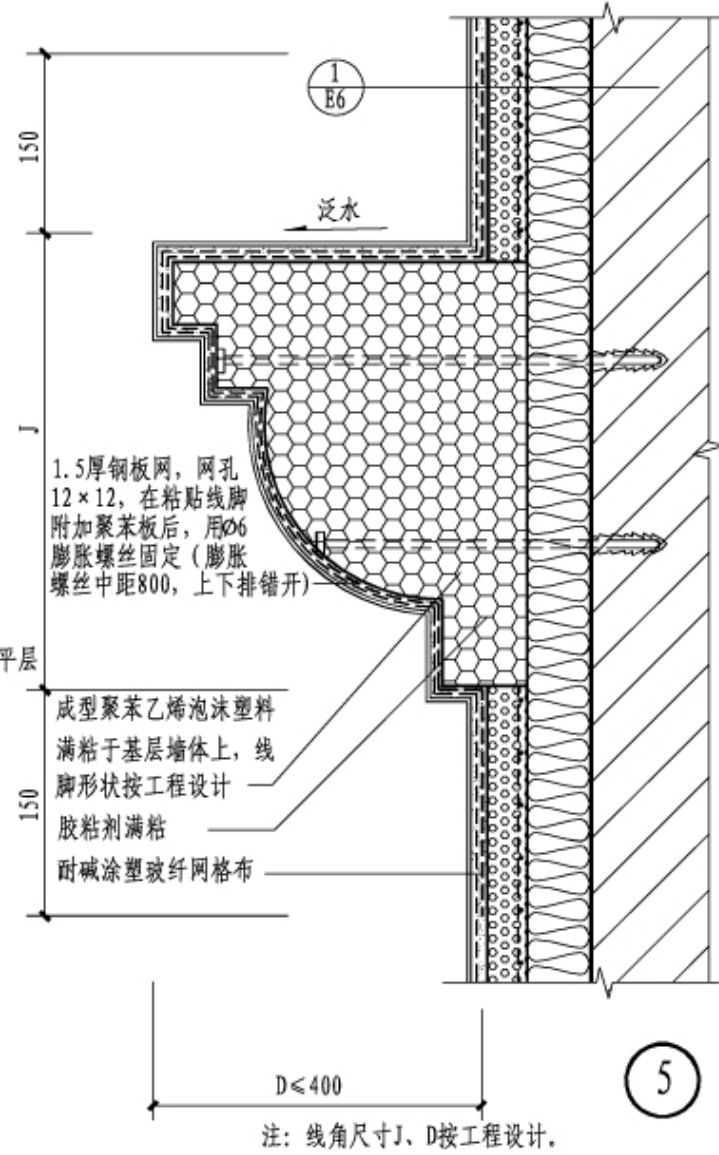 1
E6
150
泛水
J
1.5厚钢板网, 网孔
12×12, 在粘贴线脚
附加聚苯板后, 用Ø6
膨胀螺丝固定(膨胀
螺丝中距800, 上下排错开)
平层
成型聚苯乙烯泡沫塑料
满粘于基层墙体上, 线
脚形状按工程设计
胶粘剂满粘
150
耐碱涂塑玻纤网格布
D≤400
5
注: 线角尺寸J、D按工程设计.